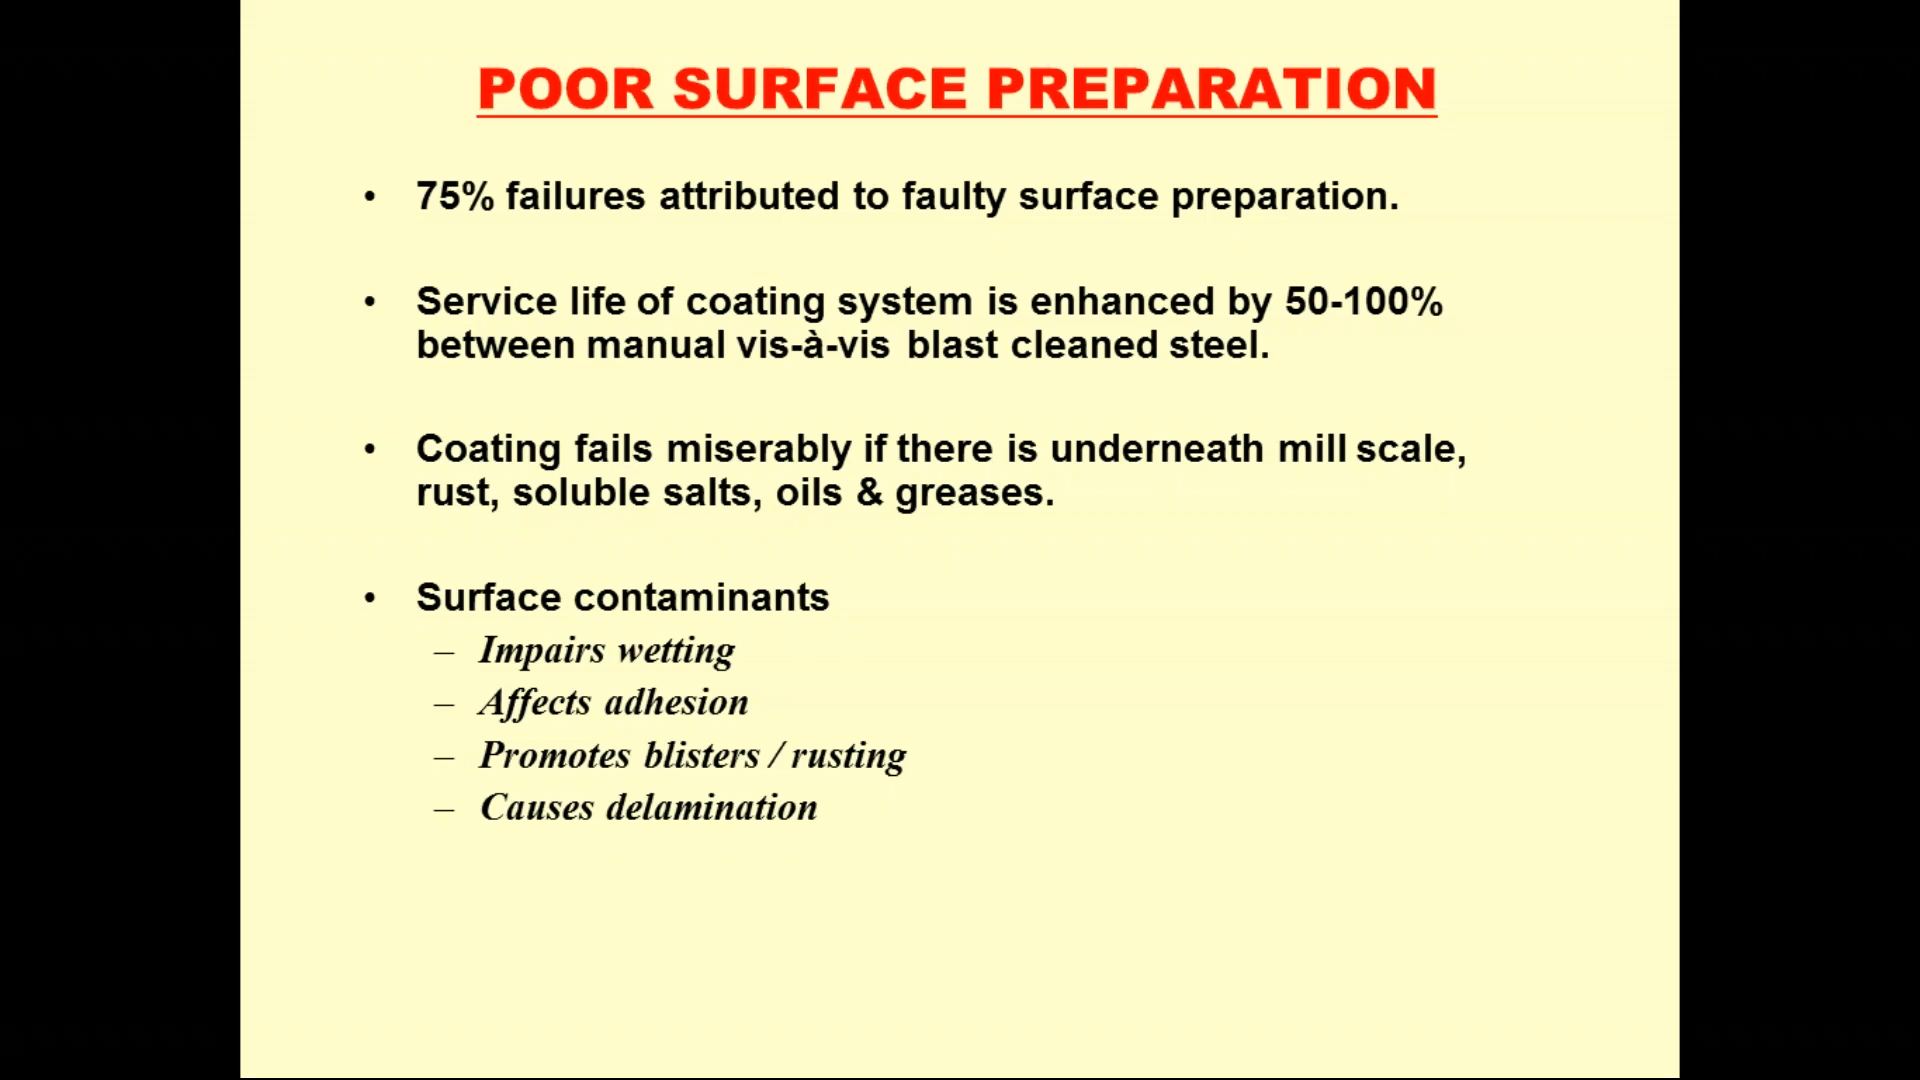 POOR SURFACE PREPARATION
• 75% failures attributed to faulty surface preparation.
• Service life of coating system is enhanced by 50-100%
between manual vis-à-vis blast cleaned steel.
• Coating fails miserably if there is underneath mill scale,
rust, soluble salts, oils & greases.
• Surface contaminants
– Impairs wetting
– Affects adhesion
– Promotes blisters / rusting
– Causes delamination